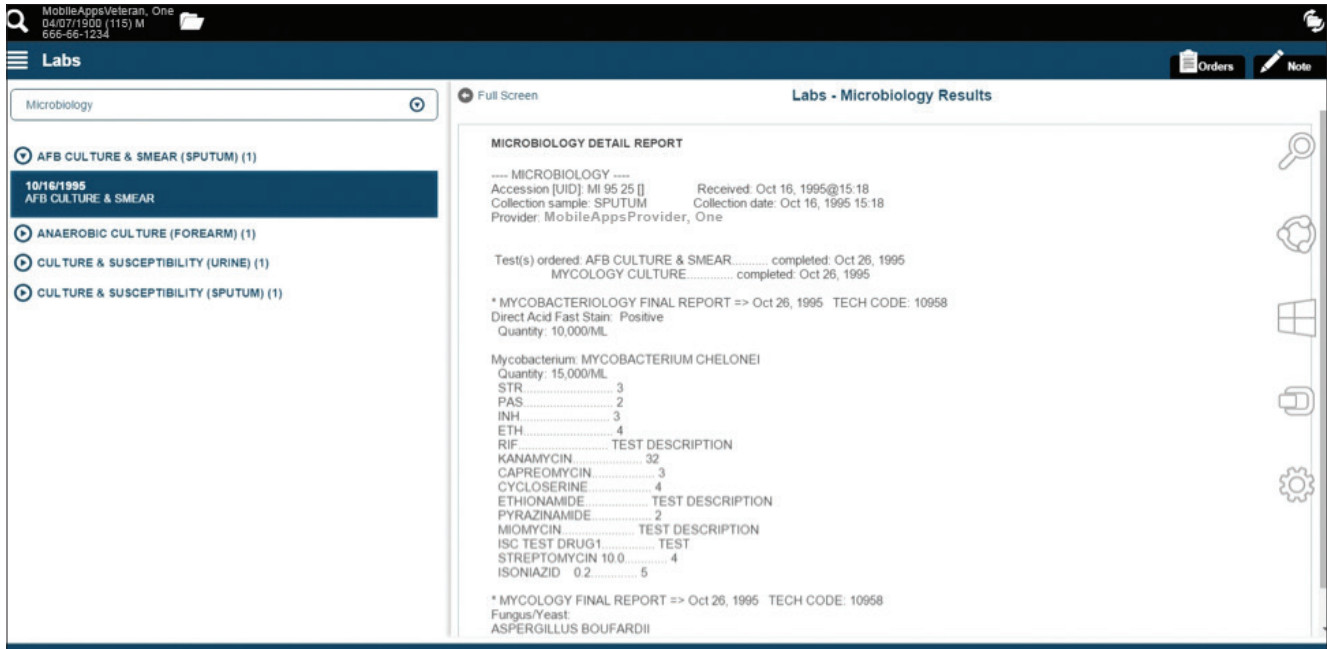 MobileAppsVeteran, One
04/07/1900 (115) M
666-66-1234
Labs
Orders
Note
Microbiology
AFB CULTURE & SMEAR (SPUTUM) (1)
10/16/1995
AFB CULTURE & SMEAR
ANAEROBIC CULTURE (FOREARM) (1)
CULTURE & SUSCEPTIBILITY (URINE) (1)
CULTURE & SUSCEPTIBILITY (SPUTUM) (1)
Full Screen
Labs - Microbiology Results
MICROBIOLOGY DETAIL REPORT
---- MICROBIOLOGY ----
Accession [UID]: MI 95 25 [] Received: Oct 16, 1995@15:18
Collection sample: SPUTUM Collection date: Oct 16, 1995 15:18
Provider: MobileAppsProvider, One
Test(s) ordered: AFB CULTURE & SMEAR........... completed: Oct 26, 1995
MYCOLOGY CULTURE.............. completed: Oct 26, 1995
* MYCOBACTERIOLOGY FINAL REPORT => Oct 26, 1995 TECH CODE: 10958
Direct Acid Fast Stain: Positive
Quantity: 10,000/ML
Mycobacterium: MYCOBACTERIUM CHELONEI
Quantity: 15,000/ML
STR........................... 3
PAS........................... 2
INH........................... 3
ETH........................... 4
RIF........................... TEST DESCRIPTION
KANAMYCIN..................... 32
CAPREOMYCIN................... 3
CYCLOSERINE................... 4
ETHIONAMIDE................... TEST DESCRIPTION
PYRAZINAMIDE................... 2
MIOMYCIN...................... TEST DESCRIPTION
ISC TEST DRUG1................ TEST
STREPTOMYCIN 10.0............. 4
ISONIAZID 0.2.............. 5
* MYCOLOGY FINAL REPORT => Oct 26, 1995 TECH CODE: 10958
Fungus/Yeast:
ASPERGILLUS BOUFARDII